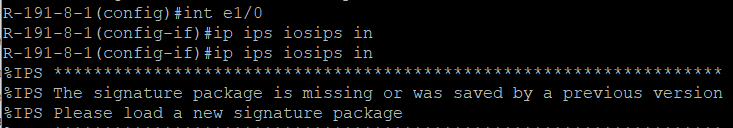 R-191-8-1(config)#int e1/0
R-191-8-1(config-if)#ip ips iosips in
R-191-8-1(config-if)#ip ips iosips in
%IPS *******************************************************************
%IPS The signature package is missing or was saved by a previous version
%IPS Please load a new signature package